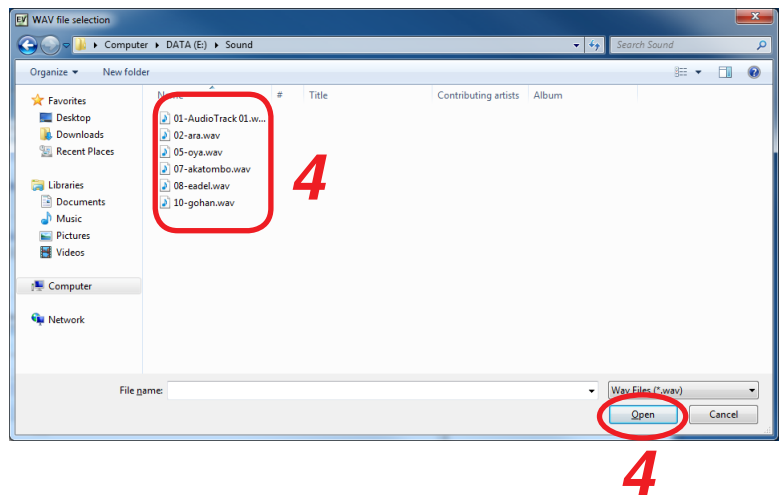 EV WAV file selection
Computer ▸ DATA (E:) ▸ Sound
Search Sound
Organize
New folder
Name
#
Title
Contributing artists
Album
Favorites
Desktop
Downloads
Recent Places
Libraries
Documents
Music
Pictures
Videos
Computer
Network
01-AudioTrack 01.w...
02-ara.wav
05-oya.wav
07-akatombo.wav
08-eadel.wav
10-gohan.wav
4
File name:
Wav Files (*.wav)
Open
Cancel
4